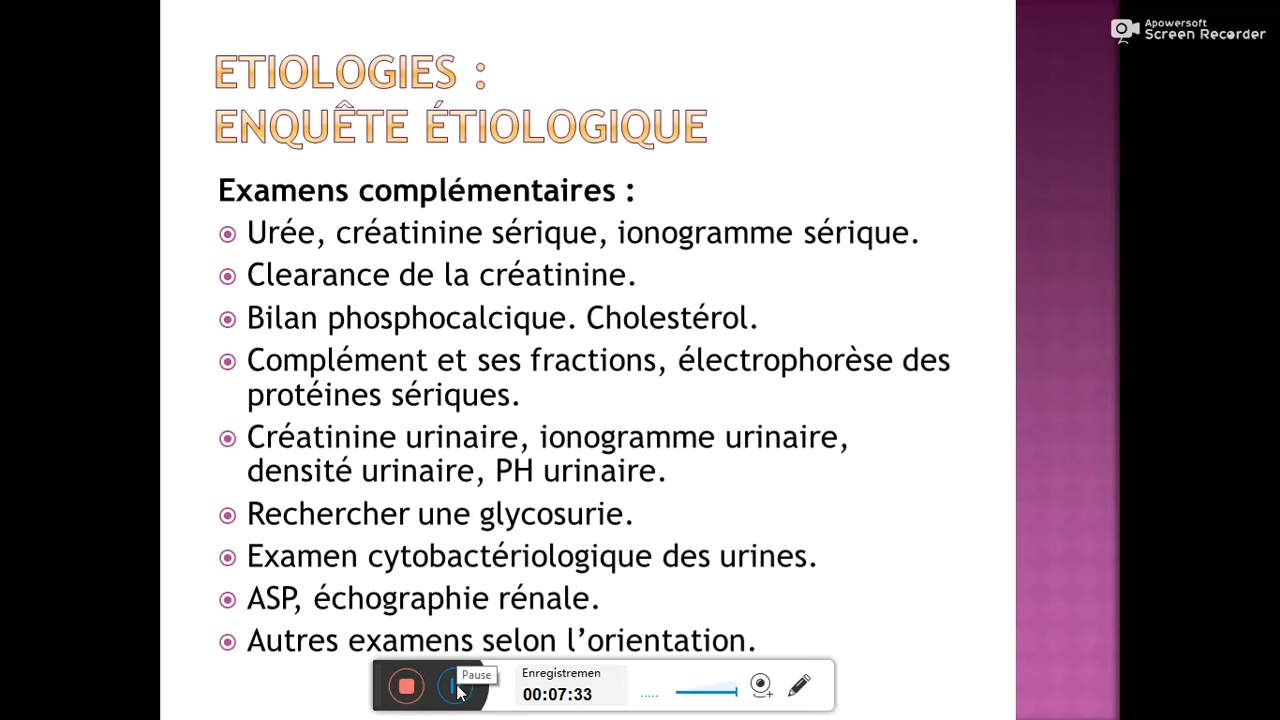 Apowersoft
Screen Recorder
ETIOLOGIES :
ENQUÊTE ÉTIOLOGIQUE
Examens complémentaires :
Urée, créatinine sérique, ionogramme sérique.
Clearance de la créatinine.
Bilan phosphocalcique. Cholestérol.
Complément et ses fractions, électrophorèse des
protéines sériques.
Créatinine urinaire, ionogramme urinaire,
densité urinaire, PH urinaire.
Rechercher une glycosurie.
Examen cytobactériologique des urines.
ASP, échographie rénale.
Autres examens selon l’orientation.
Pause
Enregistremen
00:07:33